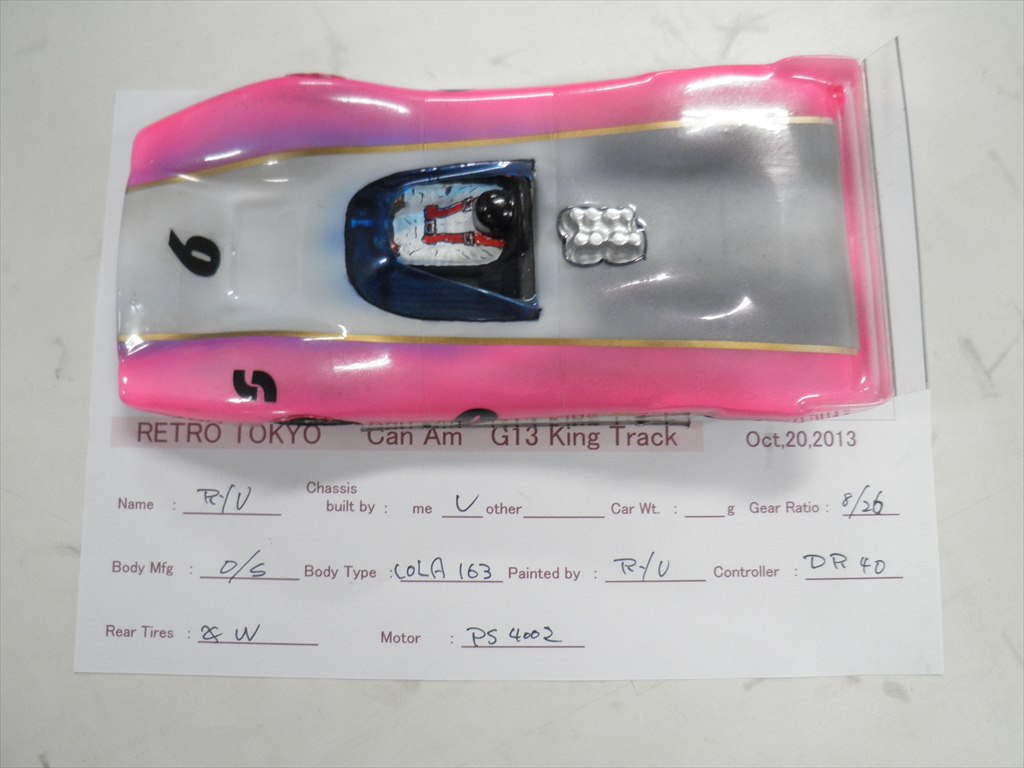 6
5
RETRO TOKYO Can Am G13 King Track Oct,20,2013
Chassis
Name : R/U built by : me other Car Wt. : g Gear Ratio : 8/26
Body Mfg : O/S Body Type : COLA 163 Painted by : R/U Controller : DR 40
Rear Tires : W Motor : PS 4002